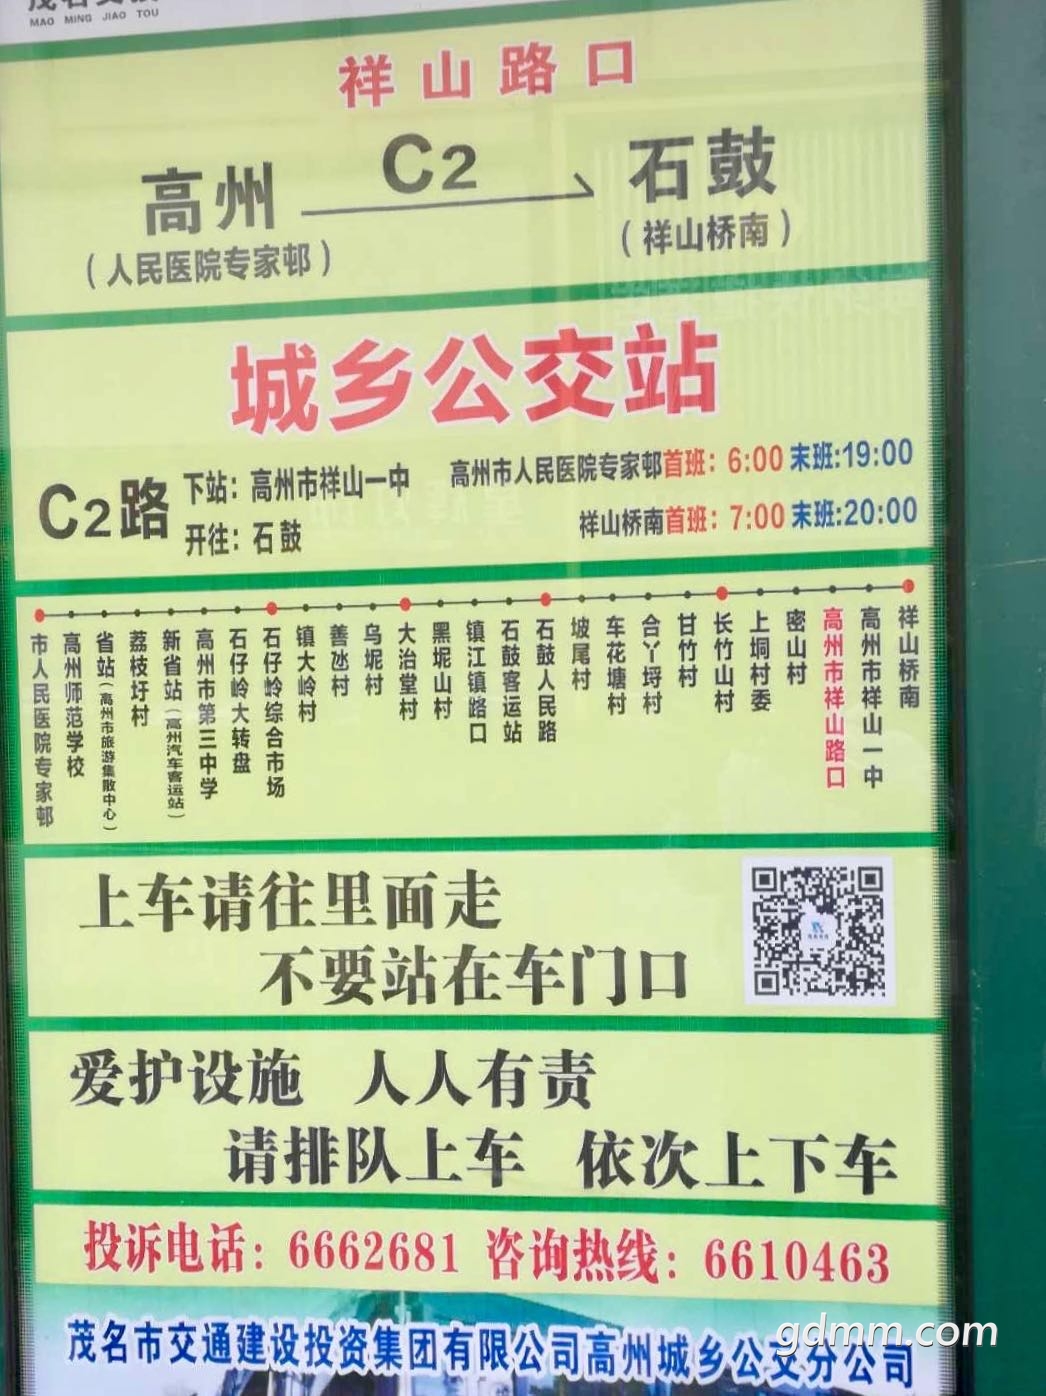 MAO MING JIAO TOU
祥山路口
高州
C2
石鼓
（人民医院专家邨）
（祥山桥南）
城乡公交站
C2路
下站：高州市祥山一中
开往：石鼓
高州市人民医院专家邨首班：6:00 末班:19:00
祥山桥南首班：7:00 末班:20:00
市人民医院专家邨
高州师范学校
省站（高州市旅游集散中心）
荔枝圩村
新省站（高州汽车客运站）
高州市第三中学
石仔岭大转盘
石仔岭综合市场
镇大岭村
善氹村
乌坭村
大治堂村
黑坭山村
镇江镇路口
石鼓客运站
石鼓人民路
坡尾村
车花塘村
合丫垨村
甘竹村
长竹山村
上垌村委
密山村
高州市祥山路口
高州市祥山一中
祥山桥南
上车请往里面走
不要站在车门口
爱护设施 人人有责
请排队上车 依次上下车
投诉电话：6662681 咨询热线：6610463
茂名市交通建设投资集团有限公司高州城乡公交分公司
gdmm.com